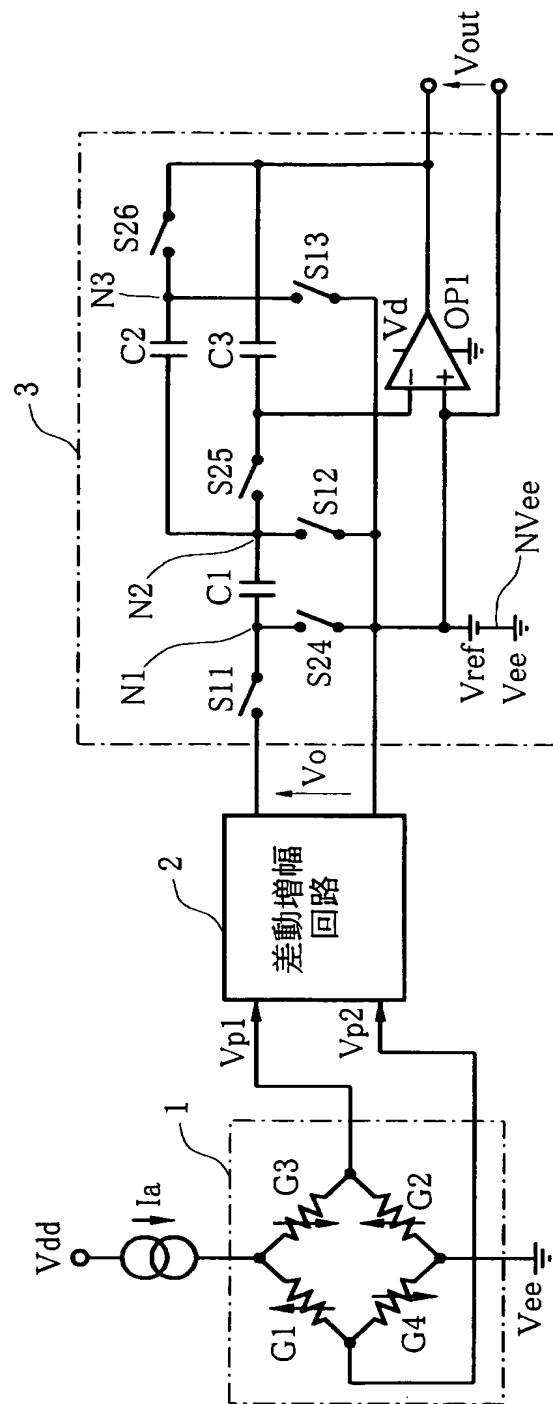 Vdd
Ia
1
G1
G3
G4
G2
Vee
Vp1
Vp2
2
差動増幅
回路
Vo
3
N1
S11
S24
C1
N2
S12
S25
C2
C3
N3
S26
S13
Vd
OP1
Vref
Vee
NVee
Vout